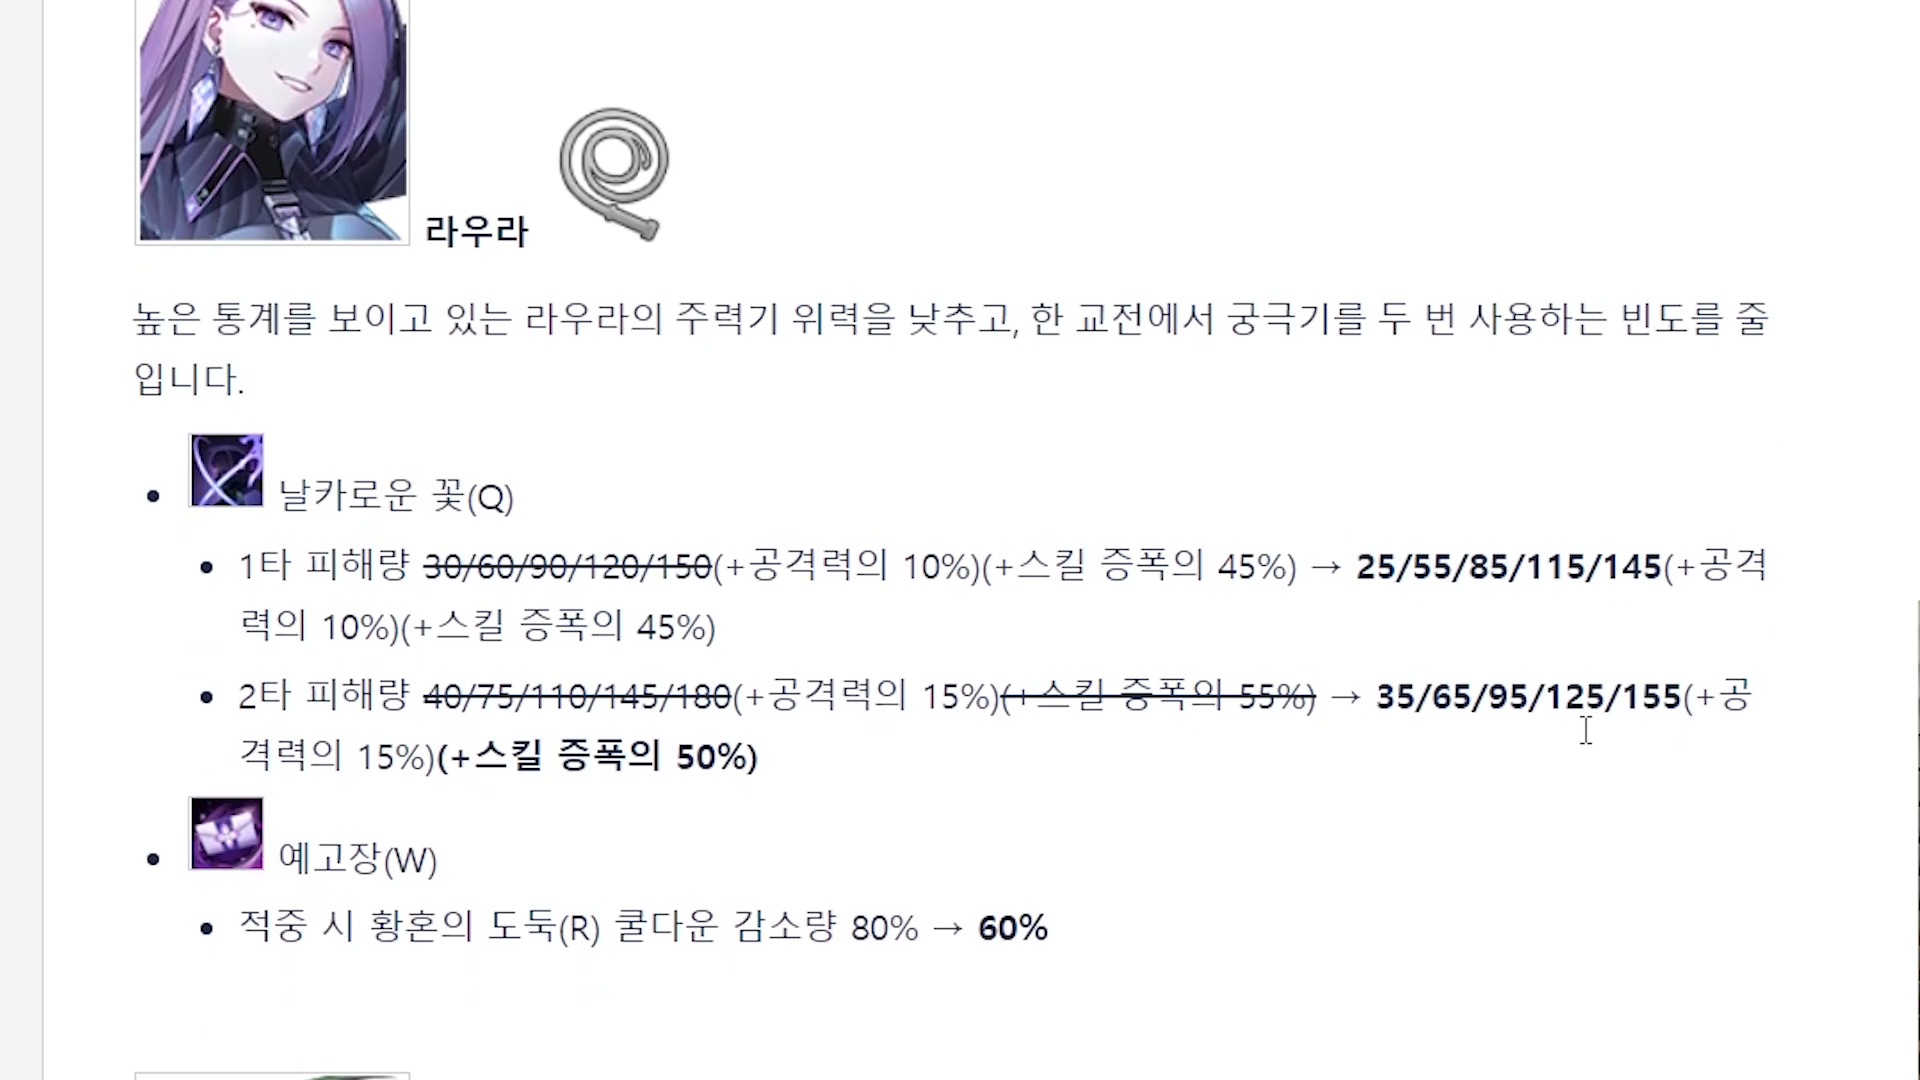 라우라
높은 통계를 보이고 있는 라우라의 주력기 위력을 낮추고, 한 교전에서 궁극기를 두 번 사용하는 빈도를 줄
입니다.
날카로운 꽃(Q)
1타 피해량 30/60/90/120/150(+공격력의 10%)(+스킬 증폭의 45%) → 25/55/85/115/145(+공격
력의 10%)(+스킬 증폭의 45%)
2타 피해량 40/75/110/145/180(+공격력의 15%)(+스킬 증폭의 55%) → 35/65/95/125/155(+공
격력의 15%)(+스킬 증폭의 50%)
예고장(W)
적중 시 황혼의 도둑(R) 쿨다운 감소량 80% → 60%